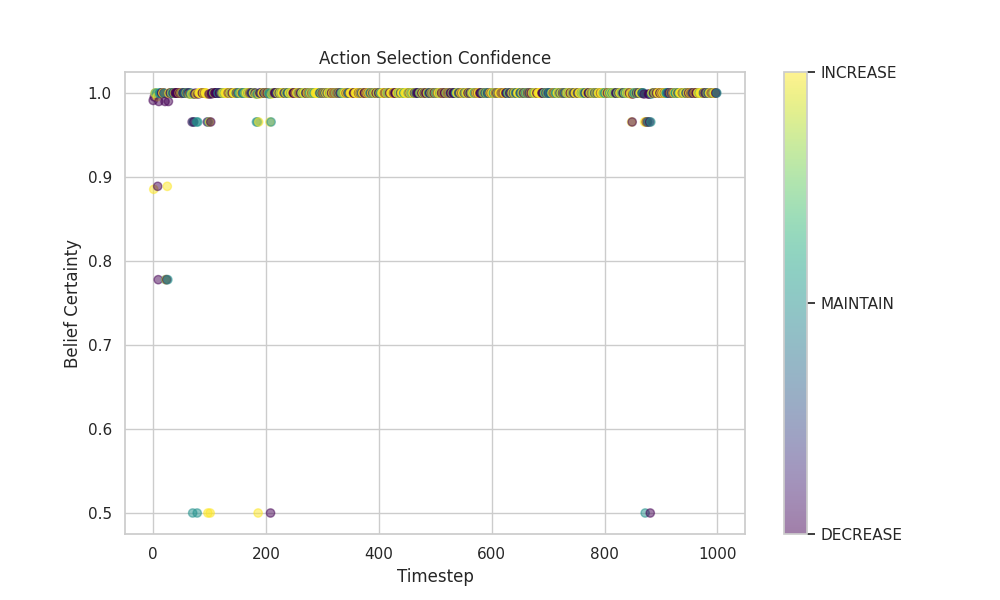 Action Selection Confidence
Belief Certainty
1.0
0.9
0.8
0.7
0.6
0.5
0 200 400 600 800 1000
Timestep
INCREASE
MAINTAIN
DECREASE